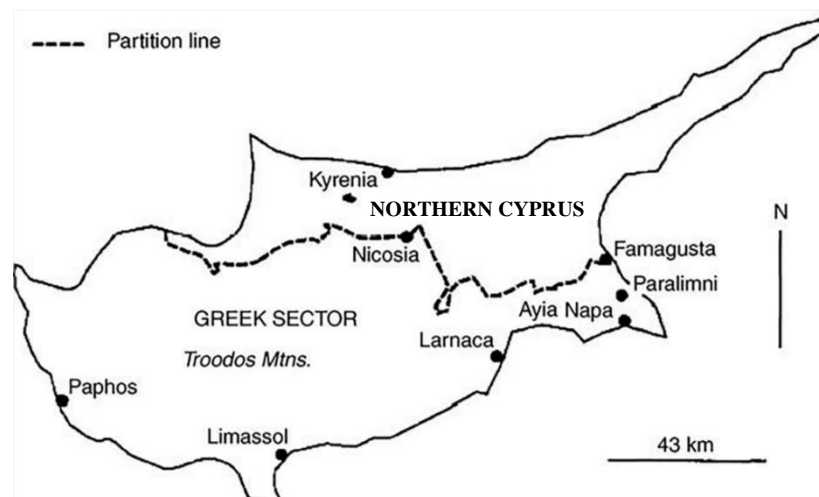 Partition line
Kyrenia
NORTHERN CYPRUS
N
Nicosia
Famagusta
Paralimni
Ayia Napa
GREEK SECTOR
Larnaca
Troodos Mtns.
Paphos
Limassol
43 km